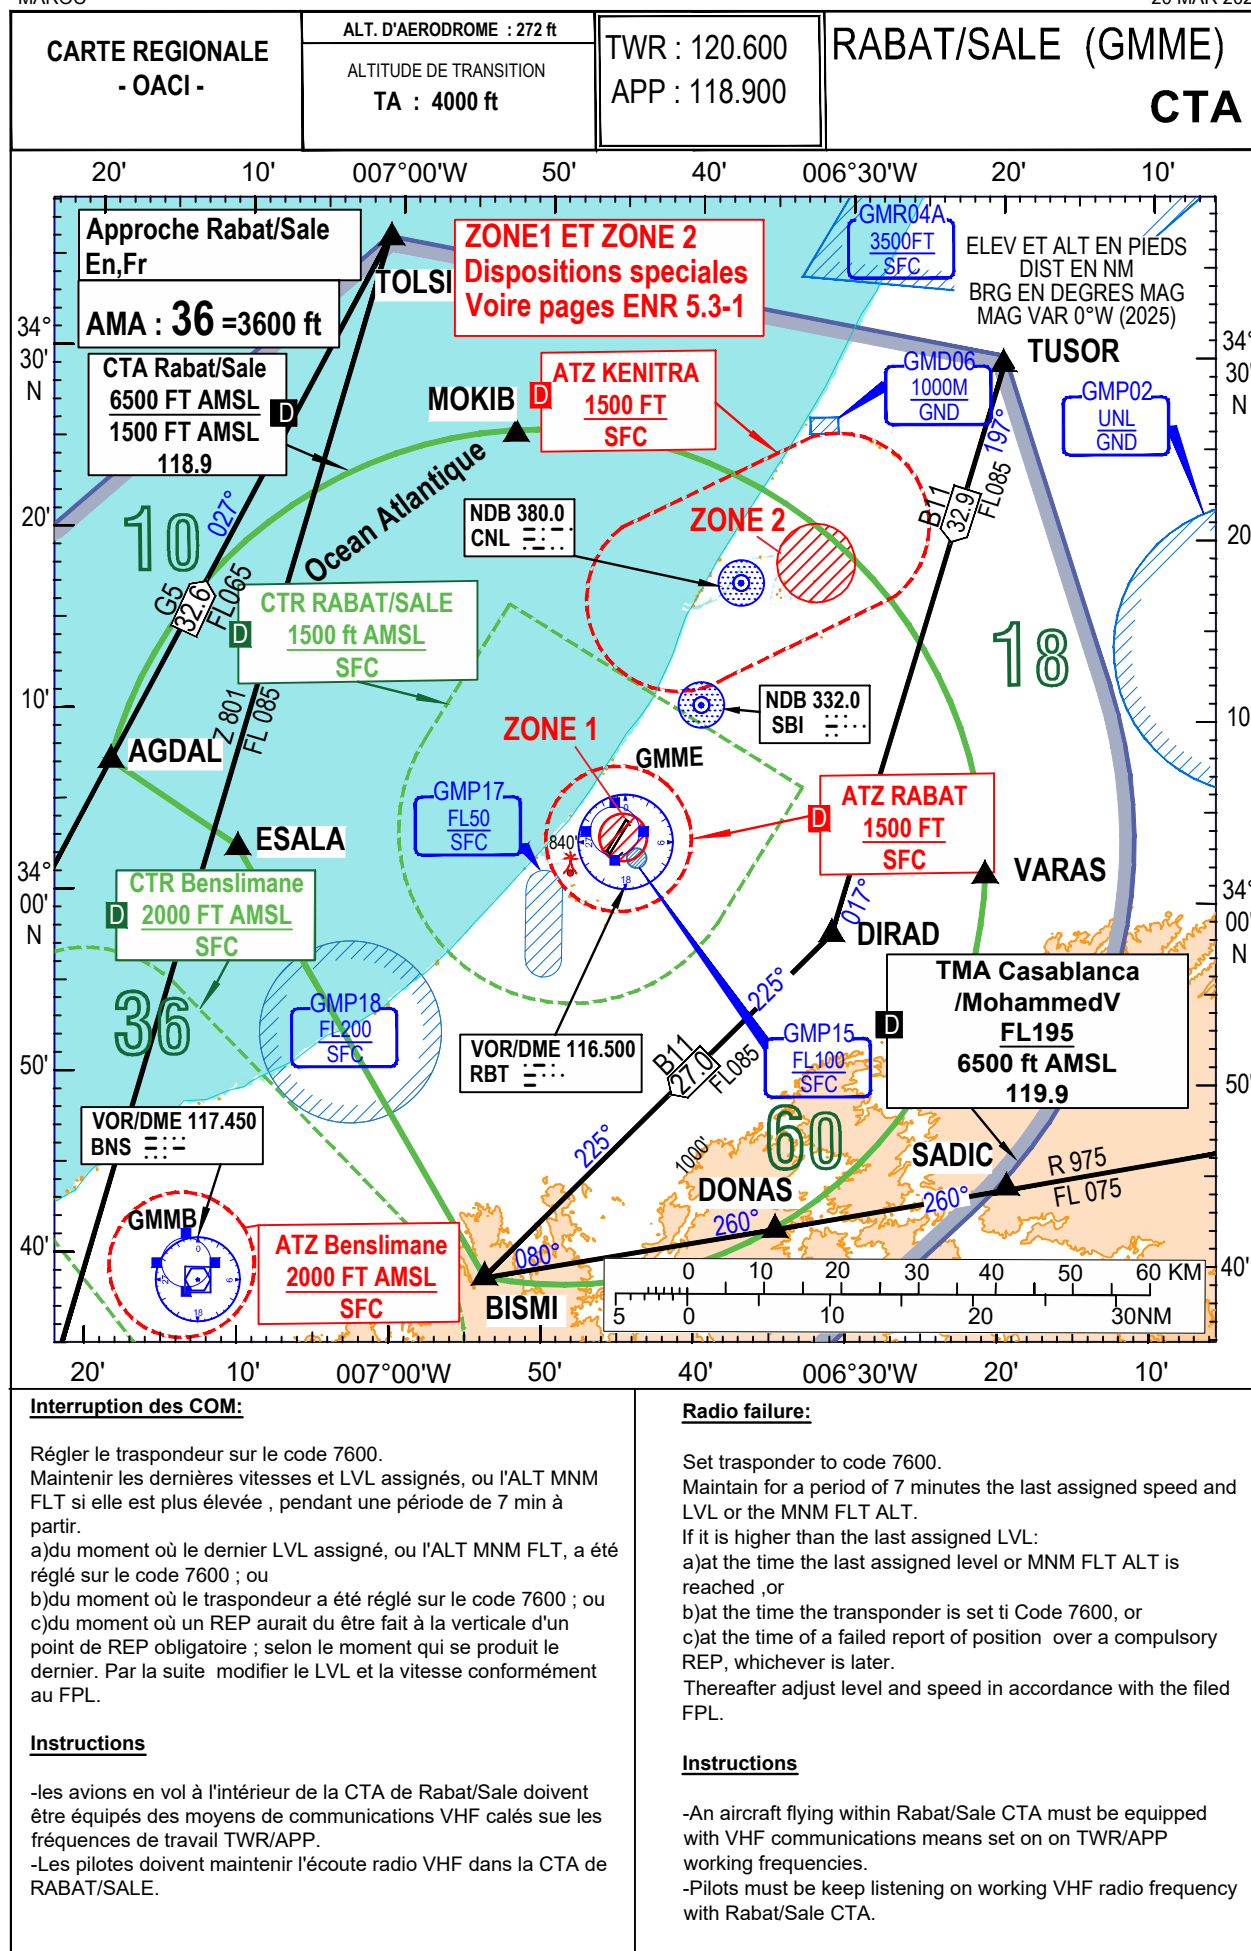 MAROC
CARTE REGIONALE
- OACI -
ALT. D'AERODROME : 272 ft
ALTITUDE DE TRANSITION
TA : 4000 ft
TWR : 120.600
APP : 118.900
RABAT/SALE (GMME)
CTA
20' 10' 007°00'W 50' 40' 006°30'W 20' 10'
Approche Rabat/Sale
En,Fr
AMA : 36 =3600 ft
TOLSI
ZONE1 ET ZONE 2
Dispositions speciales
Voire pages ENR 5.3-1
GMR04A
3500FT
SFC
ELEV ET ALT EN PIEDS
DIST EN NM
BRG EN DEGRES MAG
MAG VAR 0°W (2025)
34°
30'
N
34°
30'
N
CTA Rabat/Sale
6500 FT AMSL
1500 FT AMSL
118.9
D
MOKIB
ATZ KENITRA
1500 FT
SFC
D
GMD06
1000M
GND
TUSOR
GMP02
UNL
GND
197°
B 11
32.9
FL085
027°
G5
32.6
FL065
Ocean Atlantique
20'
20'
10
NDB 380.0
CNL
ZONE 2
CTR RABAT/SALE
1500 ft AMSL
SFC
D
18
10'
10'
Z 801
FL 085
NDB 332.0
SBI
AGDAL
ZONE 1
GMME
GMP17
FL50
SFC
840'
0
9
18
27
ATZ RABAT
1500 FT
SFC
D
ESALA
34°
00'
N
34°
00'
N
CTR Benslimane
2000 FT AMSL
SFC
D
VARAS
017°
DIRAD
TMA Casablanca
/MohammedV
FL195
6500 ft AMSL
119.9
D
36
GMP18
FL200
SFC
225°
VOR/DME 116.500
RBT
B11
27.0
FL085
GMP15
FL100
SFC
50'
50'
VOR/DME 117.450
BNS
225°
1000'
60
SADIC
R 975
FL 075
DONAS
260°
260°
080°
GMMB
0
9
18
27
ATZ Benslimane
2000 FT AMSL
SFC
BISMI
40'
40'
0 10 20 30 40 50 60 KM
5 0 10 20 30NM
20' 10' 007°00'W 50' 40' 006°30'W 20' 10'
Interruption des COM:
Régler le traspondeur sur le code 7600.
Maintenir les dernières vitesses et LVL assignés, ou l'ALT MNM
FLT si elle est plus élevée , pendant une période de 7 min à
partir.
a)du moment où le dernier LVL assigné, ou l'ALT MNM FLT, a été
réglé sur le code 7600 ; ou
b)du moment où le traspondeur a été réglé sur le code 7600 ; ou
c)du moment où un REP aurait du être fait à la verticale d'un
point de REP obligatoire ; selon le moment qui se produit le
dernier. Par la suite modifier le LVL et la vitesse conformément
au FPL.
Instructions
-les avions en vol à l'intérieur de la CTA de Rabat/Sale doivent
être équipés des moyens de communications VHF calés sue les
fréquences de travail TWR/APP.
-Les pilotes doivent maintenir l'écoute radio VHF dans la CTA de
RABAT/SALE.
Radio failure:
Set trasponder to code 7600.
Maintain for a period of 7 minutes the last assigned speed and
LVL or the MNM FLT ALT.
If it is higher than the last assigned LVL:
a)at the time the last assigned level or MNM FLT ALT is
reached ,or
b)at the time the transponder is set ti Code 7600, or
c)at the time of a failed report of position over a compulsory
REP, whichever is later.
Thereafter adjust level and speed in accordance with the filed
FPL.
Instructions
-An aircraft flying within Rabat/Sale CTA must be equipped
with VHF communications means set on on TWR/APP
working frequencies.
-Pilots must be keep listening on working VHF radio frequency
with Rabat/Sale CTA.